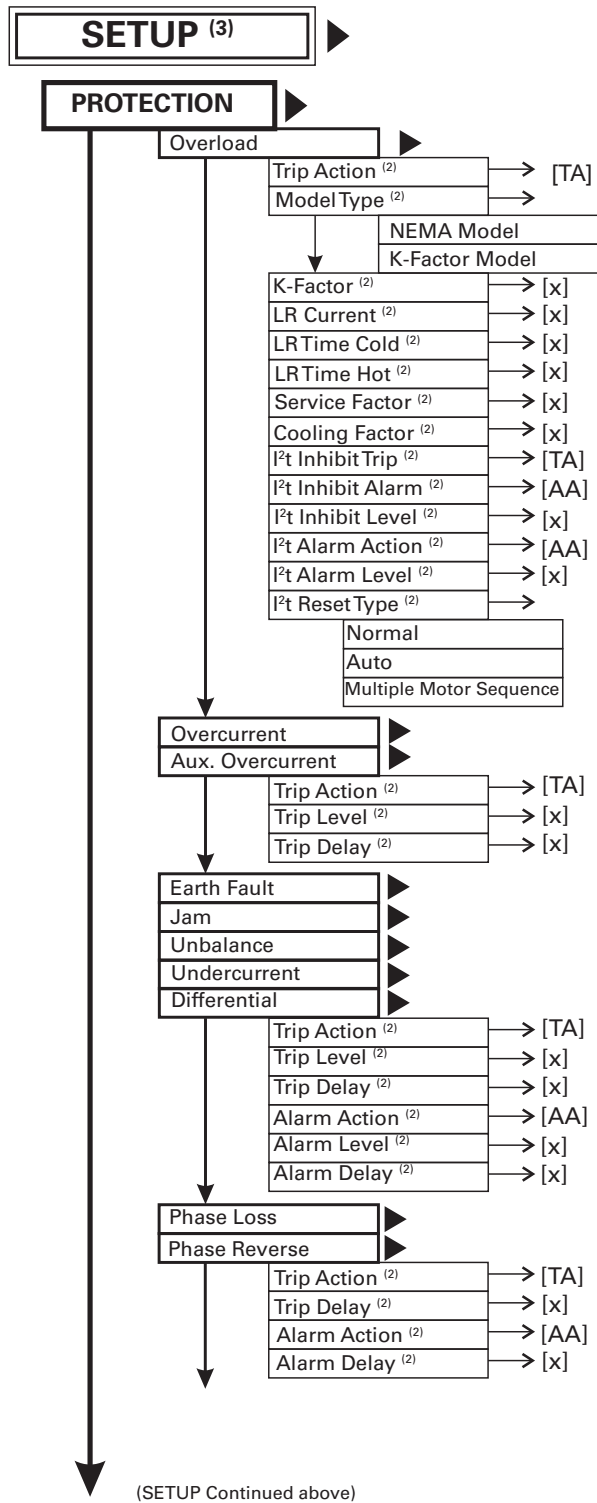 SETUP (3)
PROTECTION
Overload
Trip Action (2) [TA]
Model Type (2)
NEMA Model
K-Factor Model
K-Factor (2) [x]
LR Current (2) [x]
LR Time Cold (2) [x]
LR Time Hot (2) [x]
Service Factor (2) [x]
Cooling Factor (2) [x]
I²t Inhibit Trip (2) [TA]
I²t Inhibit Alarm (2) [AA]
I²t Inhibit Level (2) [x]
I²t Alarm Action (2) [AA]
I²t Alarm Level (2) [x]
I²t Reset Type (2)
Normal
Auto
Multiple Motor Sequence
Overcurrent
Aux. Overcurrent
Trip Action (2) [TA]
Trip Level (2) [x]
Trip Delay (2) [x]
Earth Fault
Jam
Unbalance
Undercurrent
Differential
Trip Action (2) [TA]
Trip Level (2) [x]
Trip Delay (2) [x]
Alarm Action (2) [AA]
Alarm Level (2) [x]
Alarm Delay (2) [x]
Phase Loss
Phase Reverse
Trip Action (2) [TA]
Trip Delay (2) [x]
Alarm Action (2) [AA]
Alarm Delay (2) [x]
(SETUP Continued above)